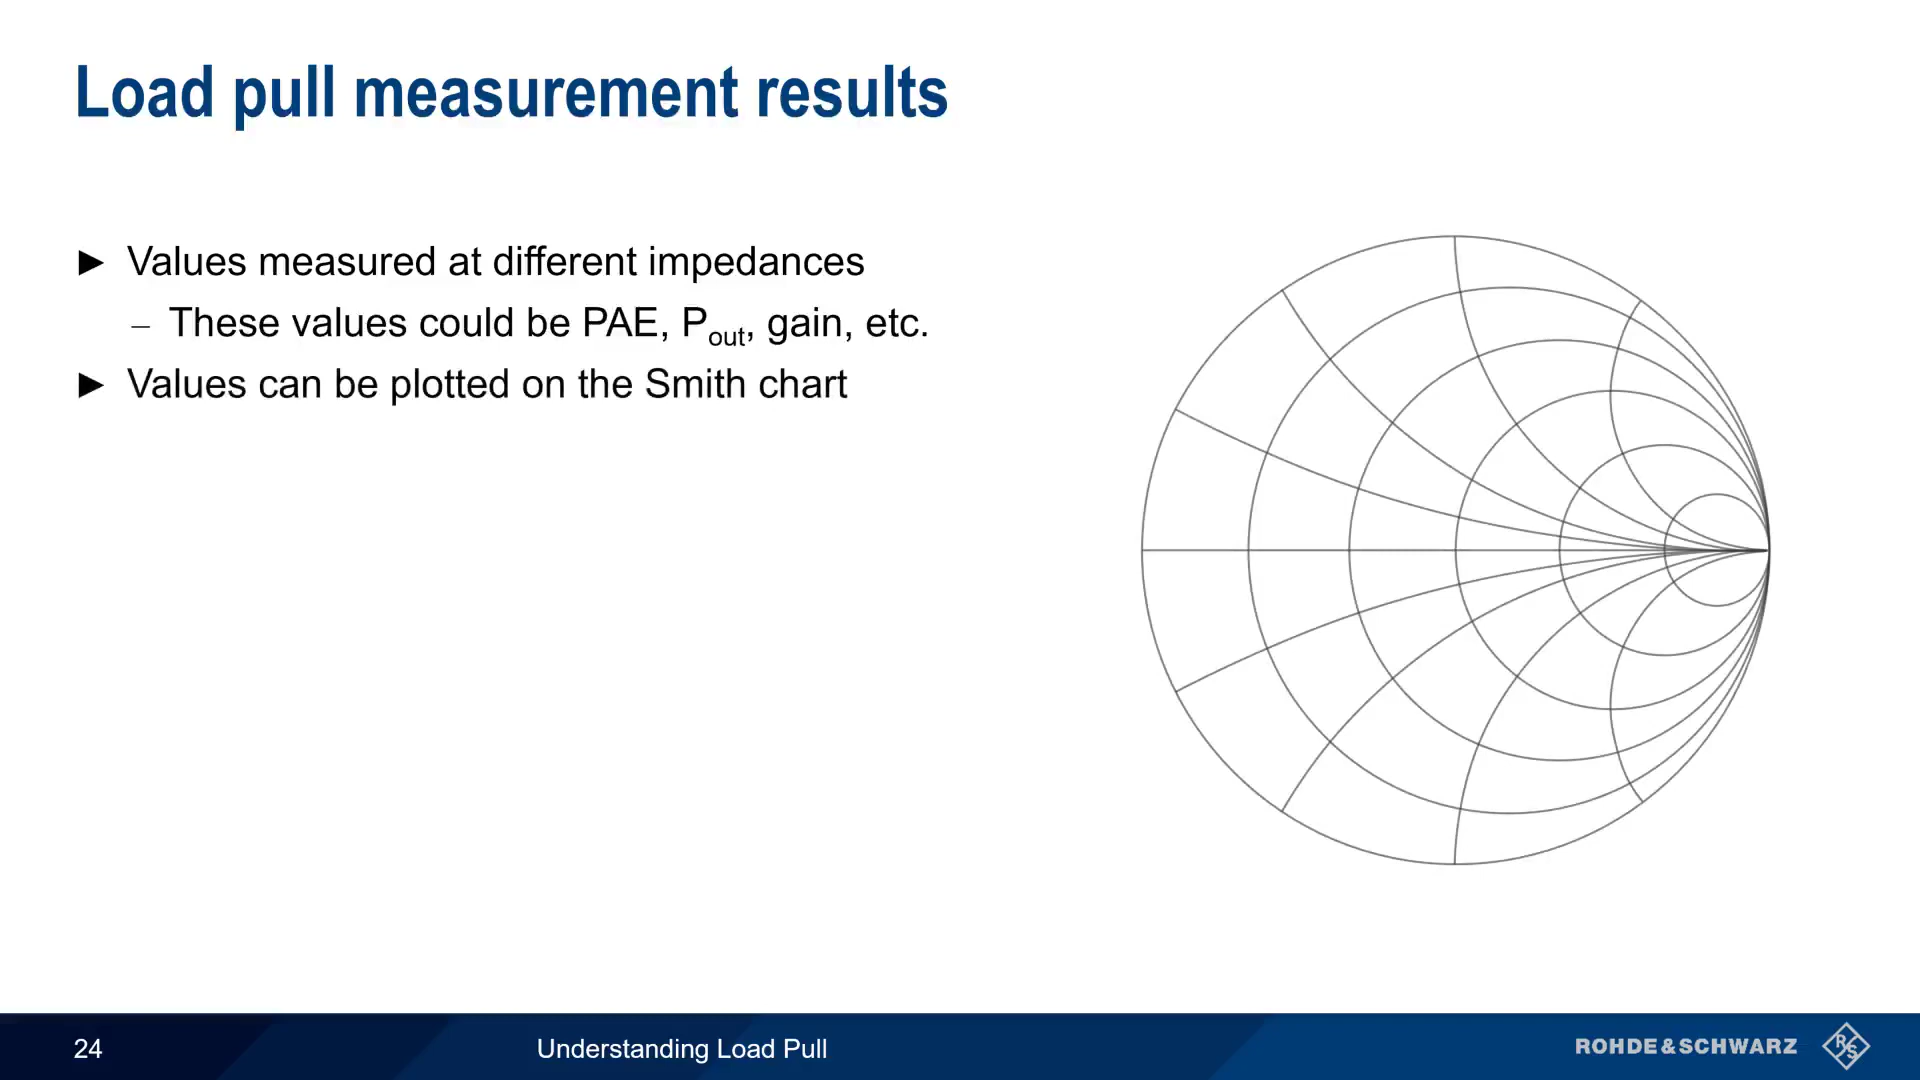 Load pull measurement results
► Values measured at different impedances
– These values could be PAE, Pout, gain, etc.
► Values can be plotted on the Smith chart
24
Understanding Load Pull
ROHDE&SCHWARZ
RS